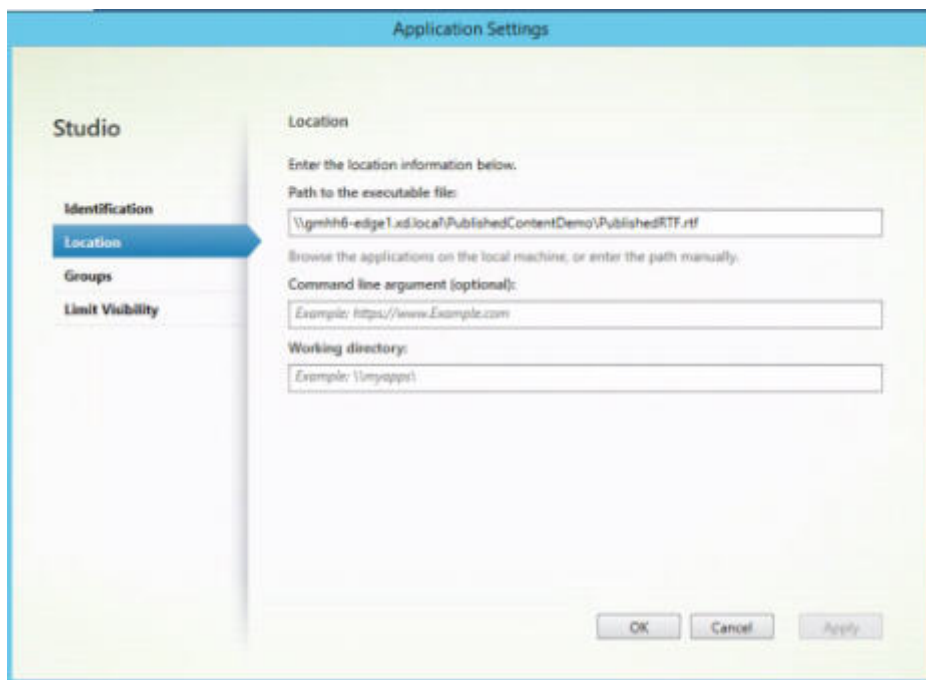 Application Settings
Studio
Identification
Location
Groups
Limit Visibility
Location
Enter the location information below.
Path to the executable file:
\\gmhh6-edge1.xd.local\PublishedContentDemo\PublishedRTF.rtf
Browse the applications on the local machine, or enter the path manually.
Command line argument (optional):
Example: https://www.Example.com
Working directory:
Example: \\myapps\
OK
Cancel
Apply